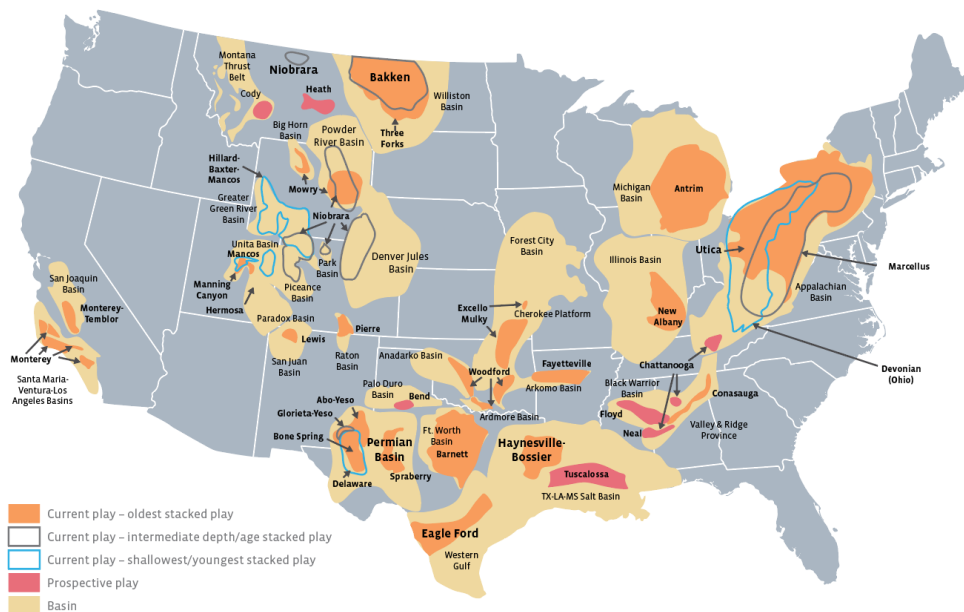 Montana
Thrust
Belt
Niobrara
Bakken
Cody
Heath
Williston
Basin
Big Horn
Basin
Powder
River Basin
Three
Forks
Hillard-
Baxter-
Mancos
Mowry
Greater
Green River
Basin
Niobrara
Michigan
Basin
Antrim
Unita Basin
Mancos
Park
Basin
Denver Jules
Basin
Forest City
Basin
Illinois Basin
Utica
Marcellus
San Joaquin
Basin
Manning
Canyon
Piceance
Basin
Appalachian
Basin
Monterey-
Temblor
Hermosa
Paradox Basin
Excello
Mulky
Cherokee Platform
New
Albany
Pierre
Lewis
Monterey
San Juan
Basin
Raton
Basin
Anadarko Basin
Woodford
Fayetteville
Chattanooga
Devonian
(Ohio)
Santa Maria-
Ventura-Los
Angeles Basins
Palo Duro
Basin
Bend
Arkomo Basin
Black Warrior
Basin
Conasauga
Abo-Yeso
Glorieta-Yeso
Ardmore Basin
Floyd
Bone Spring
Permian
Basin
Ft. Worth
Basin
Barnett
Haynesville-
Bossier
Neal
Valley & Ridge
Province
Delaware
Spraberry
Tuscalossa
TX-LA-MS Salt Basin
Eagle Ford
Western
Gulf
Current play – oldest stacked play
Current play – intermediate depth/age stacked play
Current play – shallowest/youngest stacked play
Prospective play
Basin